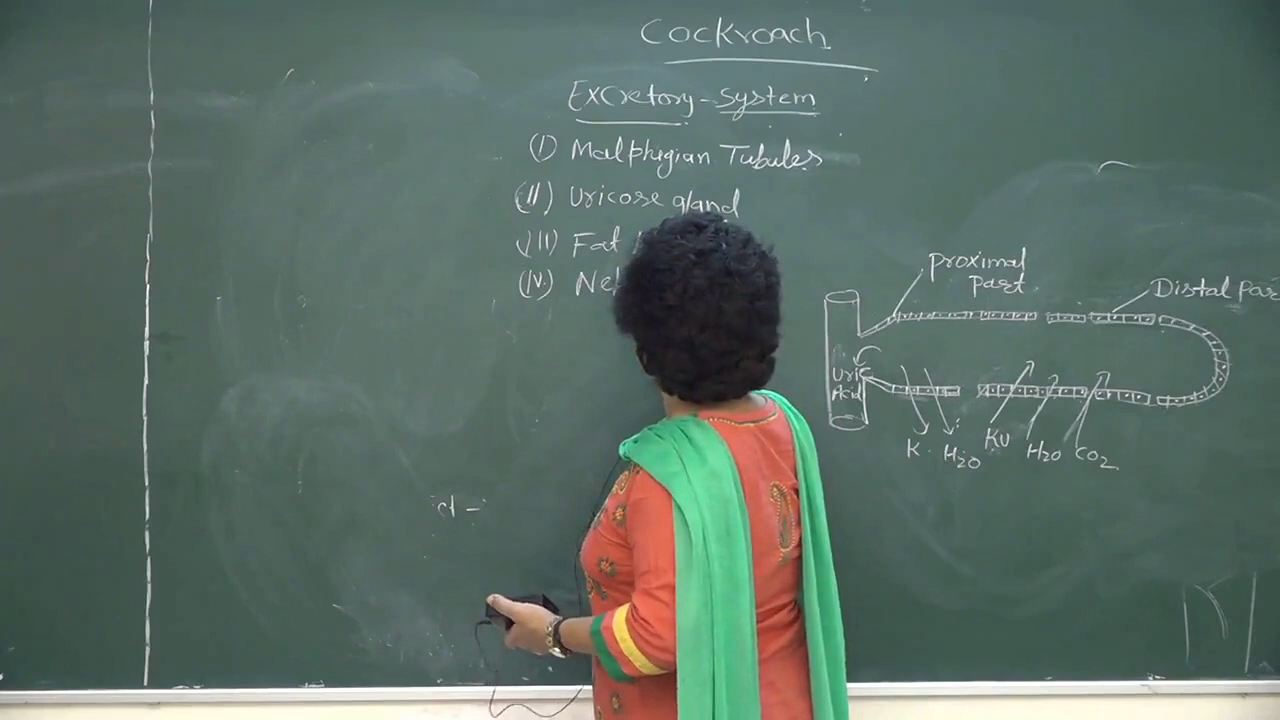 Cockroach
Excretory-system
(I) Malphigian Tubules
(II) Uricose gland
(III) Fat
(IV)
Proximal
part
Distal par
Uric
Acid
K
H2O
KU
H2O
CO2